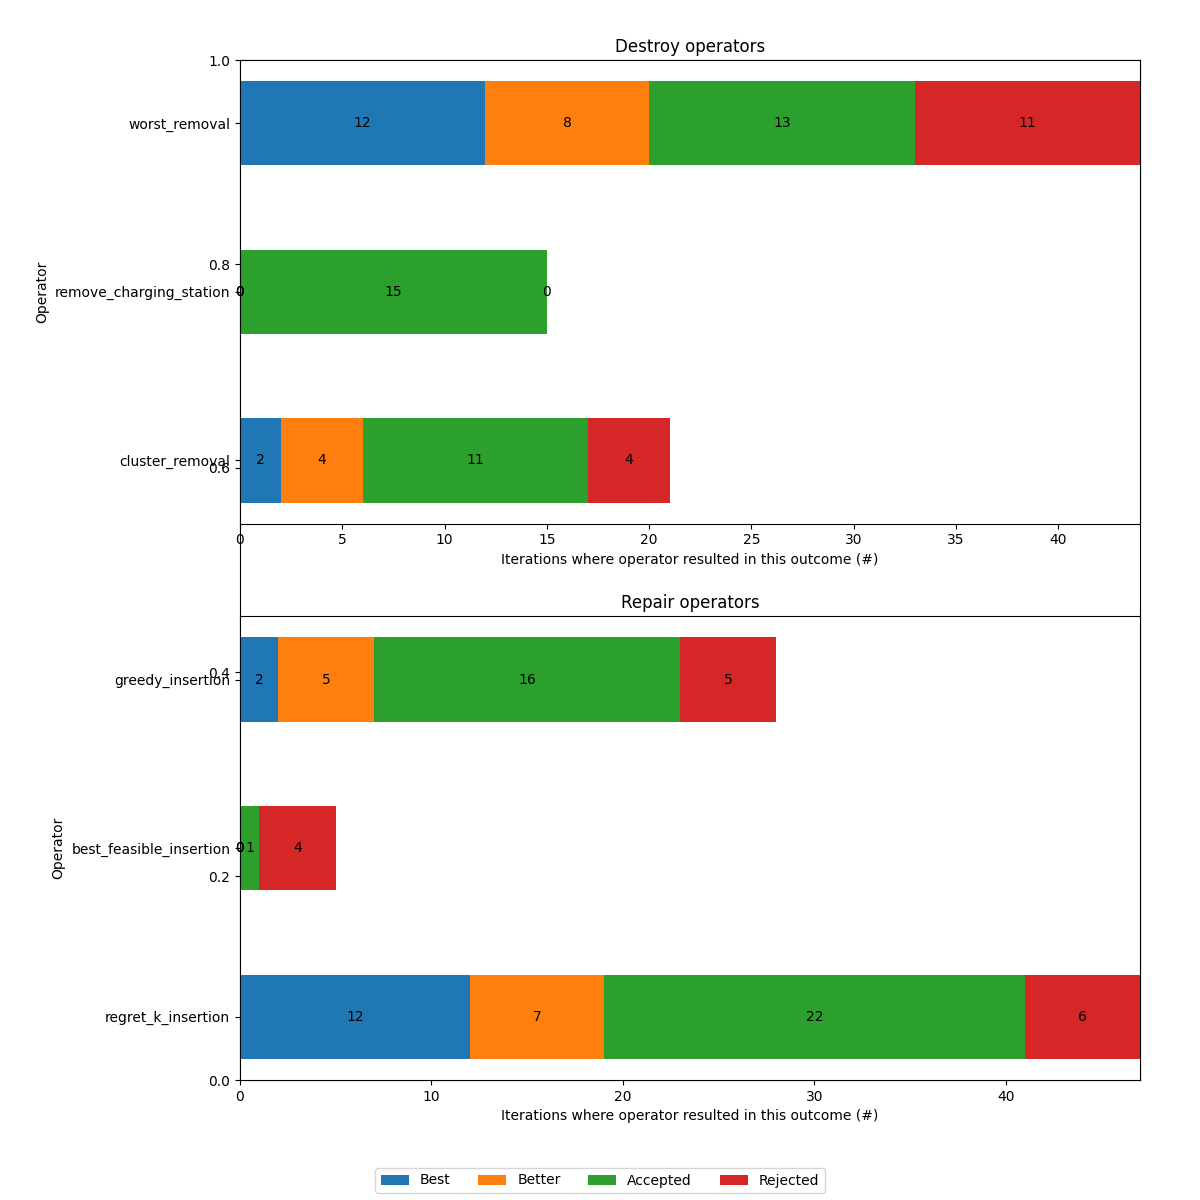 Destroy operators
1.0
worst_removal 12 8 13 11
0.8
Operator
remove_charging_station 0 0 15 0
cluster_removal 2 4 11 4
0.6
0 5 10 15 20 25 30 35 40
Iterations where operator resulted in this outcome (#)
Repair operators
0.4
greedy_insertion 2 5 16 5
Operator
best_feasible_insertion 0 0 1 4
0.2
regret_k_insertion 12 7 22 6
0.0
0 10 20 30 40
Iterations where operator resulted in this outcome (#)
Best Better Accepted Rejected